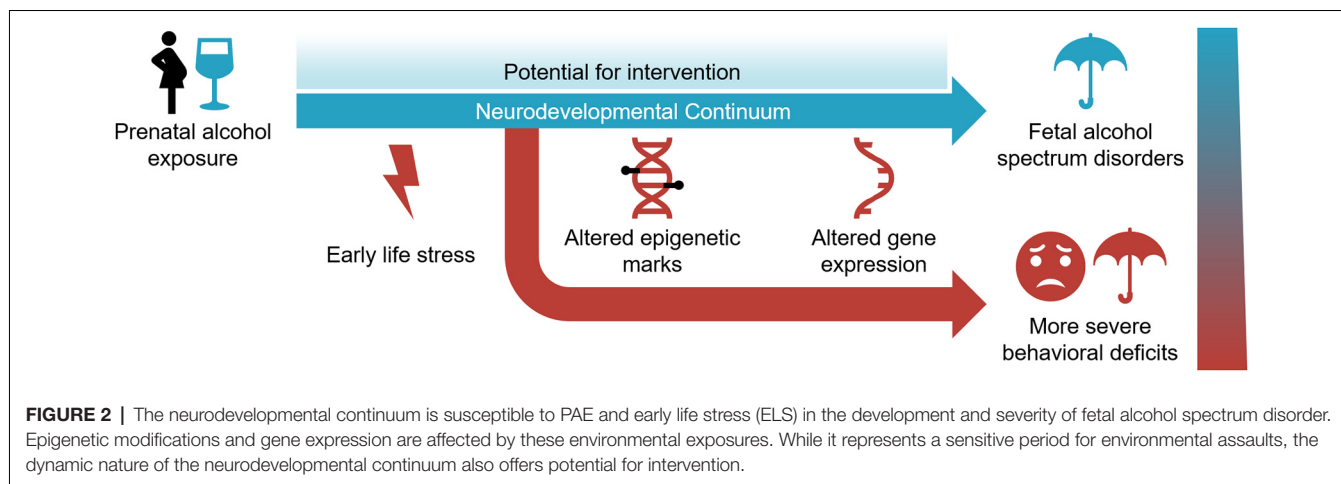 Potential for intervention
Neurodevelopmental Continuum
Prenatal alcohol
exposure
Early life stress
Altered epigenetic
marks
Altered gene
expression
Fetal alcohol
spectrum disorders
More severe
behavioral deficits
FIGURE 2 | The neurodevelopmental continuum is susceptible to PAE and early life stress (ELS) in the development and severity of fetal alcohol spectrum disorder.
Epigenetic modifications and gene expression are affected by these environmental exposures. While it represents a sensitive period for environmental assaults, the
dynamic nature of the neurodevelopmental continuum also offers potential for intervention.